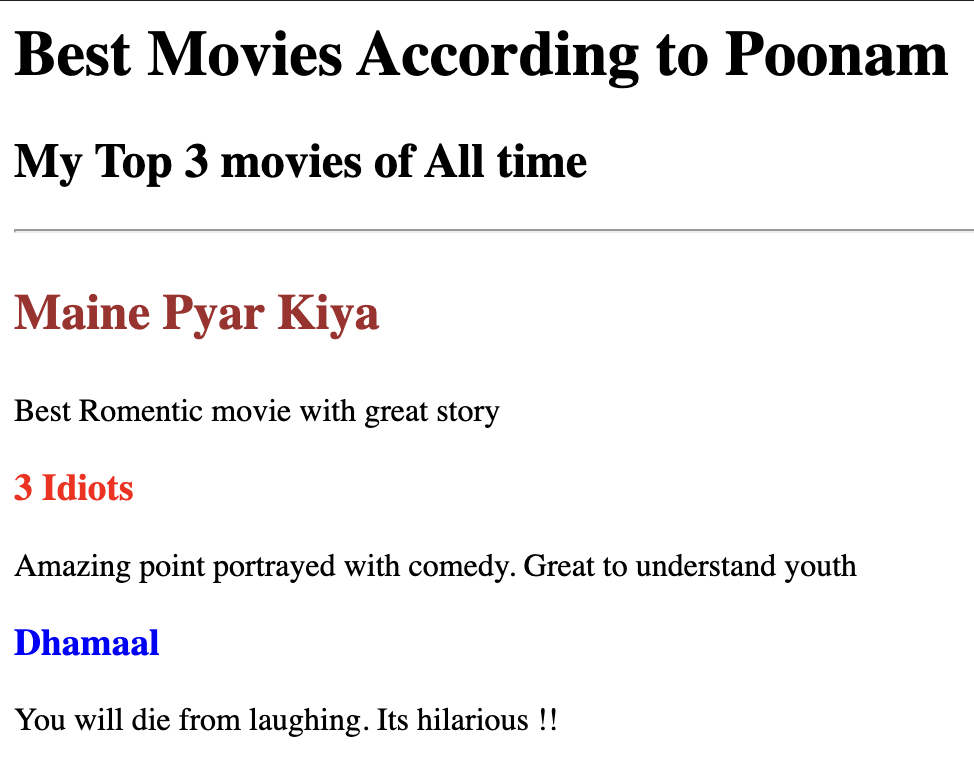 Best Movies According to Poonam
My Top 3 movies of All time
Maine Pyar Kiya
Best Romentic movie with great story
3 Idiots
Amazing point portrayed with comedy. Great to understand youth
Dhamaal
You will die from laughing. Its hilarious !!